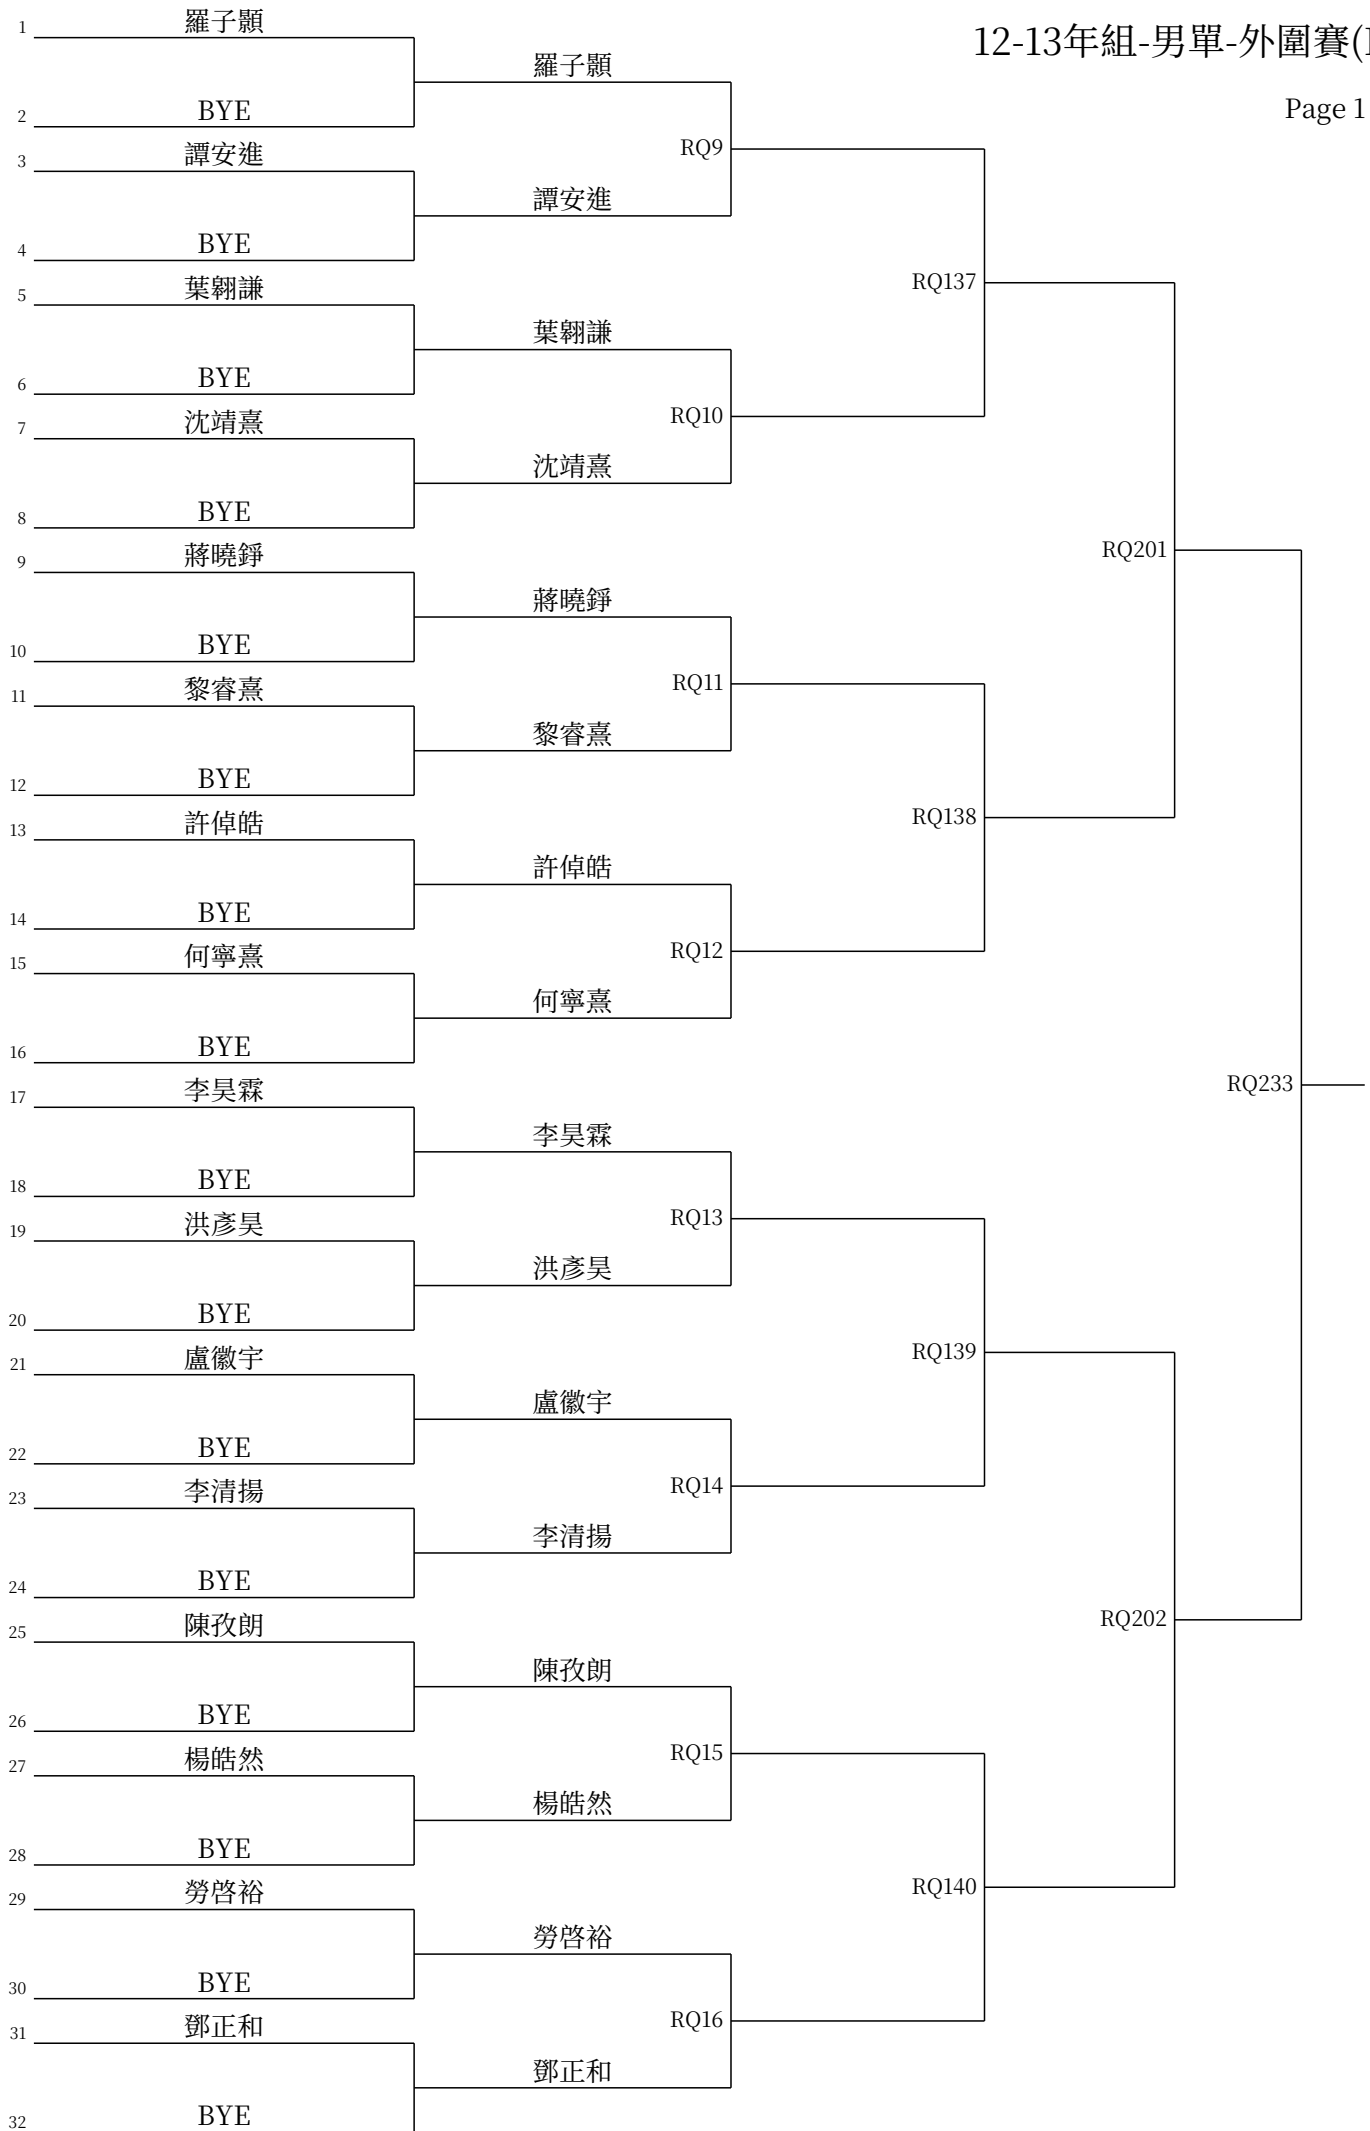 12-13年組-男單-外圍賽(
Page 1
1 羅子顥
2 BYE
3 譚安進
4 BYE
5 葉翱謙
6 BYE
7 沈靖熹
8 BYE
9 蔣曉錚
10 BYE
11 黎睿熹
12 BYE
13 許倬皓
14 BYE
15 何寧熹
16 BYE
17 李昊霖
18 BYE
19 洪彥昊
20 BYE
21 盧徽宇
22 BYE
23 李清揚
24 BYE
25 陳孜朗
26 BYE
27 楊皓然
28 BYE
29 勞啓裕
30 BYE
31 鄧正和
32 BYE
羅子顥
譚安進
葉翱謙
沈靖熹
蔣曉錚
黎睿熹
許倬皓
何寧熹
李昊霖
洪彥昊
盧徽宇
李清揚
陳孜朗
楊皓然
勞啓裕
鄧正和
RQ9
RQ10
RQ11
RQ12
RQ13
RQ14
RQ15
RQ16
RQ137
RQ138
RQ139
RQ140
RQ201
RQ202
RQ233